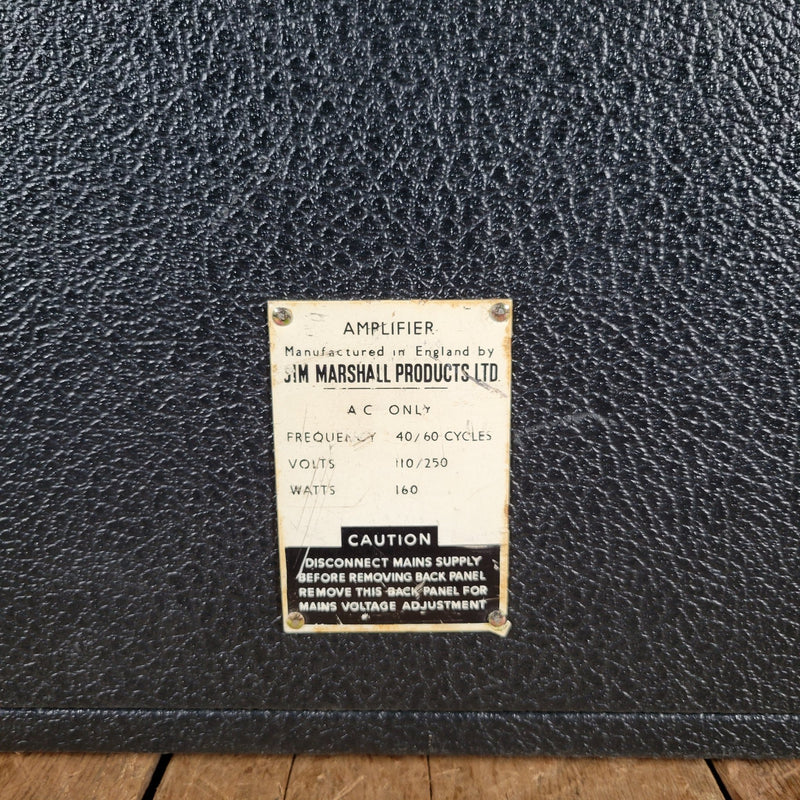 AMPLIFIER
Manufactured in England by
JIM MARSHALL PRODUCTS LTD
AC ONLY
FREQUENCY 40/60 CYCLES
VOLTS 110/250
WATTS 160
CAUTION
DISCONNECT MAINS SUPPLY
BEFORE REMOVING BACK PANEL
REMOVE THIS BACK PANEL FOR
MAINS VOLTAGE ADJUSTMENT